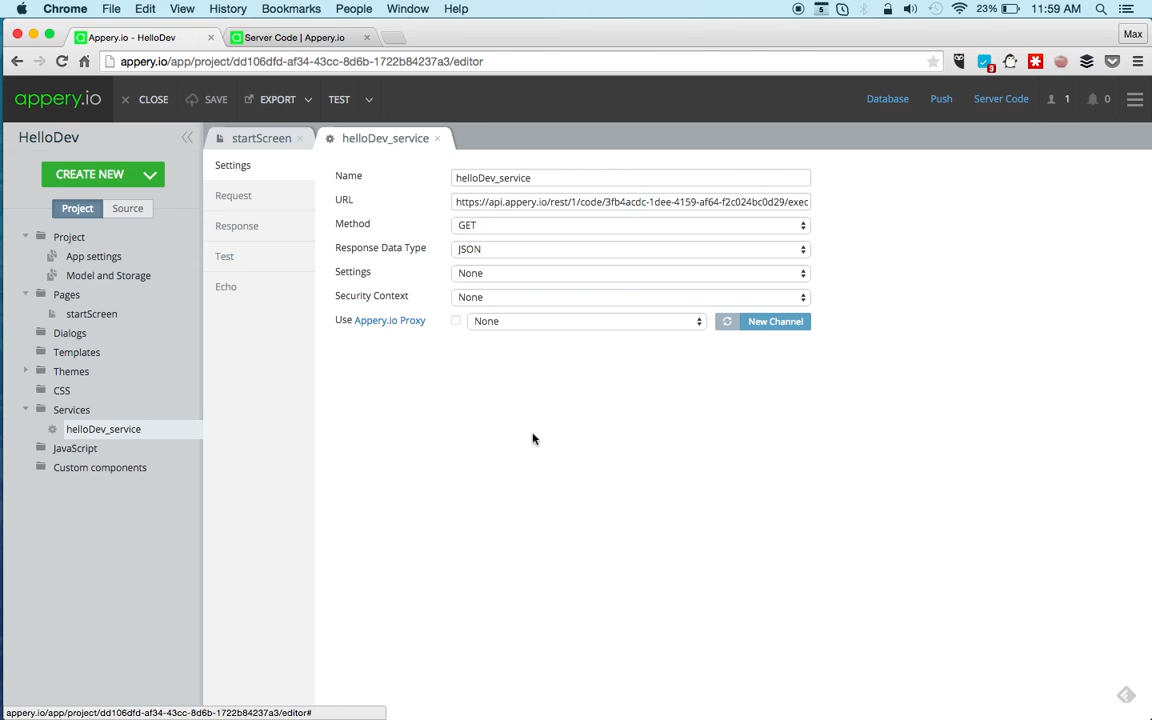 Chrome File Edit View History Bookmarks People Window Help
5
23%
11:59 AM
Appery.io - HelloDev
Server Code | Appery.io
Max
appery.io/app/project/dd106dfd-af34-43cc-8d6b-1722b84237a3/editor
3
appery.io
CLOSE
SAVE
EXPORT
TEST
Database
Push
Server Code
1
0
HelloDev
startScreen
helloDev_service
CREATE NEW
Project
Source
Project
App settings
Model and Storage
Pages
startScreen
Dialogs
Templates
Themes
CSS
Services
helloDev_service
JavaScript
Custom components
Settings
Request
Response
Test
Echo
Name
helloDev_service
URL
https://api.appery.io/rest/1/code/3fb4acdc-1dee-4159-af64-f2c024bc0d29/exec
Method
GET
Response Data Type
JSON
Settings
None
Security Context
None
Use Appery.io Proxy
None
New Channel
appery.io/app/project/dd106dfd-af34-43cc-8d6b-1722b84237a3/editor#